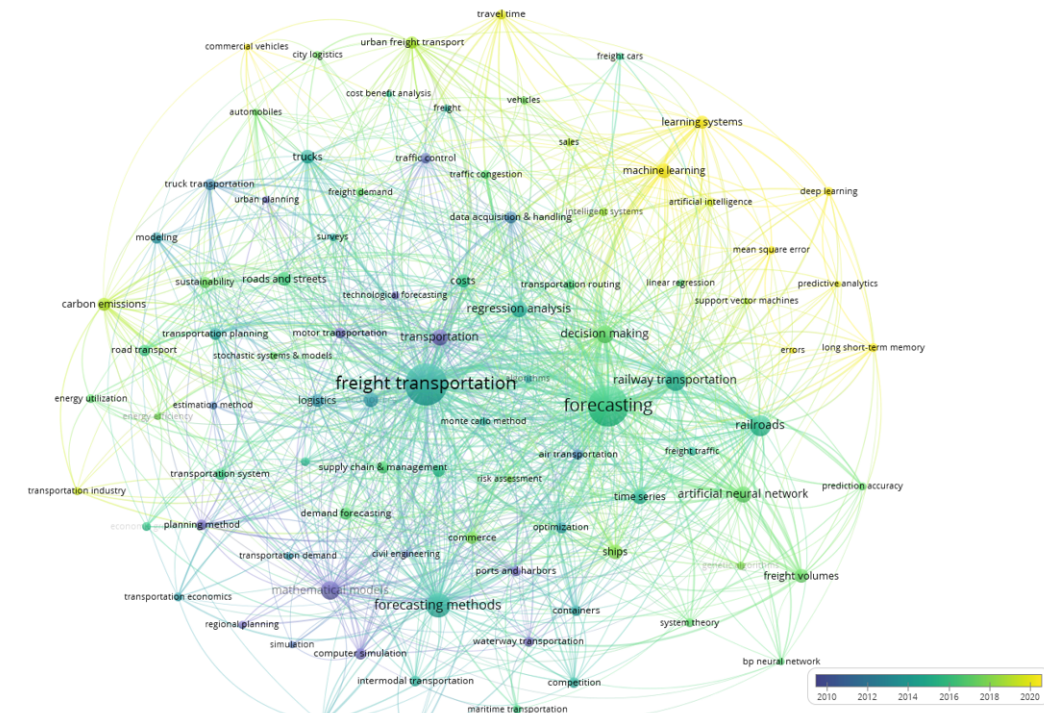 travel time
urban freight transport
commercial vehicles
city logistics
freight cars
cost benefit analysis
vehicles
freight
automobiles
learning systems
sales
trucks
traffic control
machine learning
traffic congestion
truck transportation
freight demand
deep learning
urban planning
artificial intelligence
intelligent systems
data acquisition & handling
modeling
surveys
mean square error
sustainability
roads and streets
costs
transportation routing
linear regression
predictive analytics
technological forecasting
support vector machines
carbon emissions
regression analysis
transportation planning
motor transportation
transportation
decision making
road transport
stochastic systems & models
errors
long short-term memory
freight transportation
algorithms
railway transportation
energy utilization
estimation method
logistics
forecasting
energy efficiency
monte carlo method
railroads
air transportation
freight traffic
transportation system
supply chain & management
risk assessment
transportation industry
time series
artificial neural network
prediction accuracy
demand forecasting
planning method
optimization
commerce
transportation demand
civil engineering
ships
ports and harbors
genetic algorithms
freight volumes
mathematical models
transportation economics
forecasting methods
containers
regional planning
system theory
simulation
computer simulation
waterway transportation
bp neural network
intermodal transportation
competition
maritime transportation
2010 2012 2014 2016 2018 2020